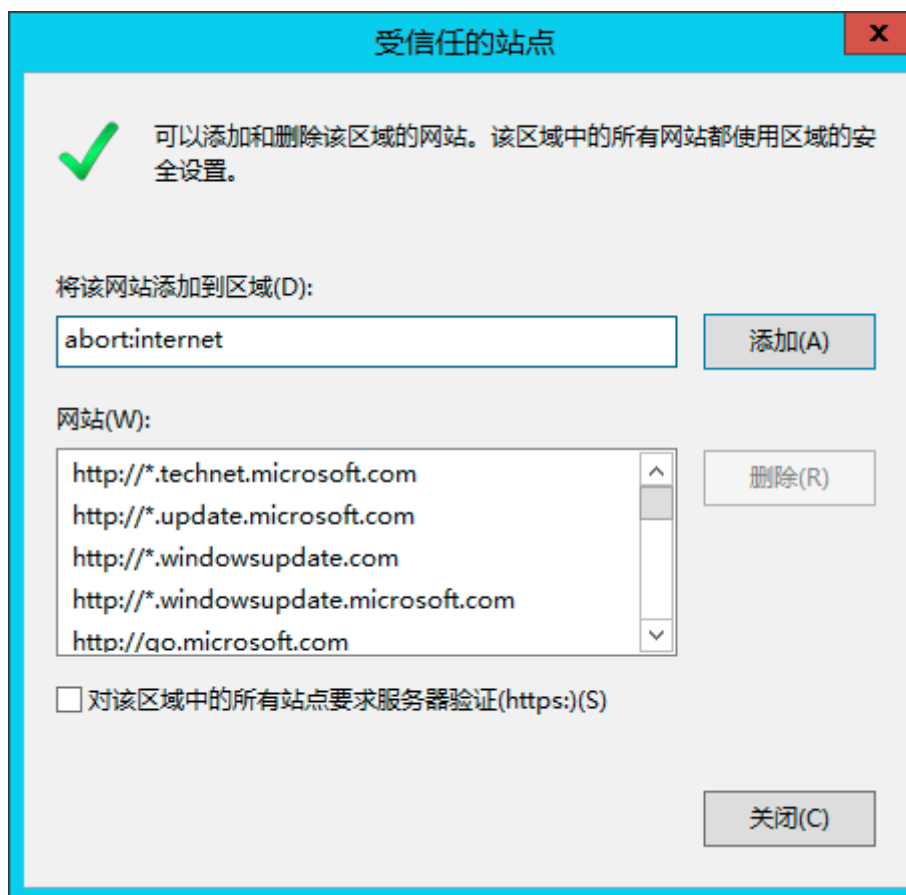 受信任的站点
x
可以添加和删除该区域的网站。该区域中的所有网站都使用区域的安
全设置。
将该网站添加到区域(D):
abort:internet
添加(A)
网站(W):
http://*.technet.microsoft.com
删除(R)
http://*.update.microsoft.com
http://*.windowsupdate.com
http://*.windowsupdate.microsoft.com
http://go.microsoft.com
对该区域中的所有站点要求服务器验证(https:)(S)
关闭(C)